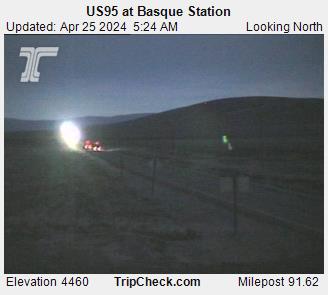 US95 at Basque Station
Updated: Apr 25 2024 5:24 AM Looking North
Elevation 4460 TripCheck.com Milepost 91.62